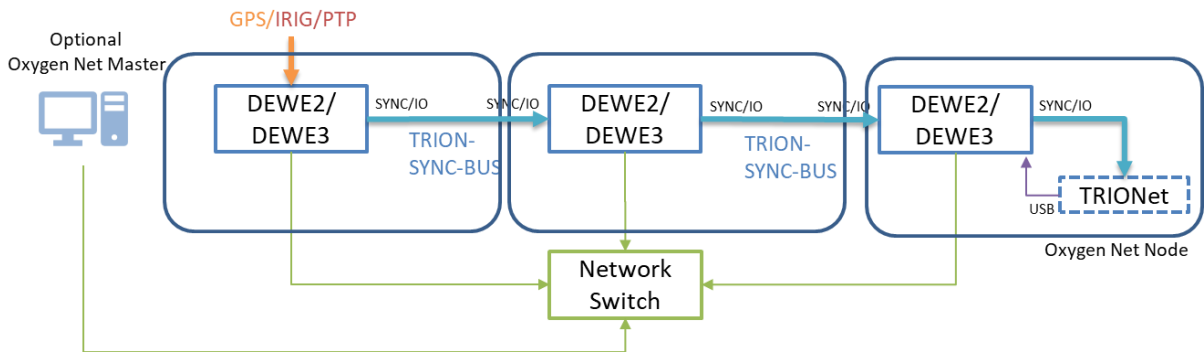 GPS/IRIG/PTP
Optional
Oxygen Net Master
DEWE2/
DEWE3
SYNC/IO
TRION-
SYNC-BUS
SYNC/IO
DEWE2/
DEWE3
SYNC/IO
TRION-
SYNC-BUS
SYNC/IO
DEWE2/
DEWE3
SYNC/IO
TRIONet
USB
Oxygen Net Node
Network
Switch